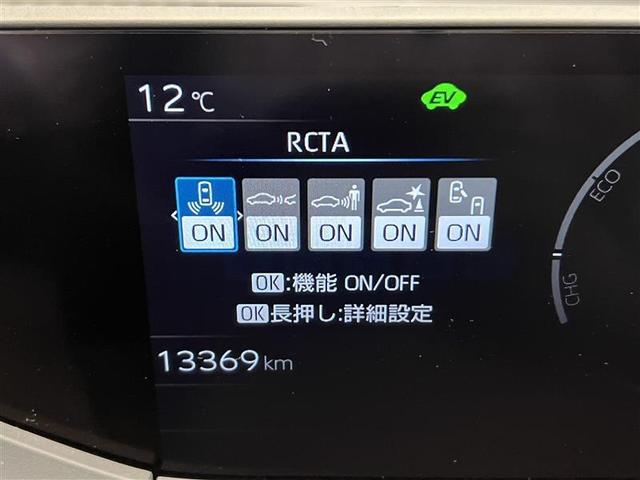 12℃ EV
RCTA
ON ON ON ON ON
OK:機能 ON/OFF
OK長押し:詳細設定
13369km
ECO
CHG